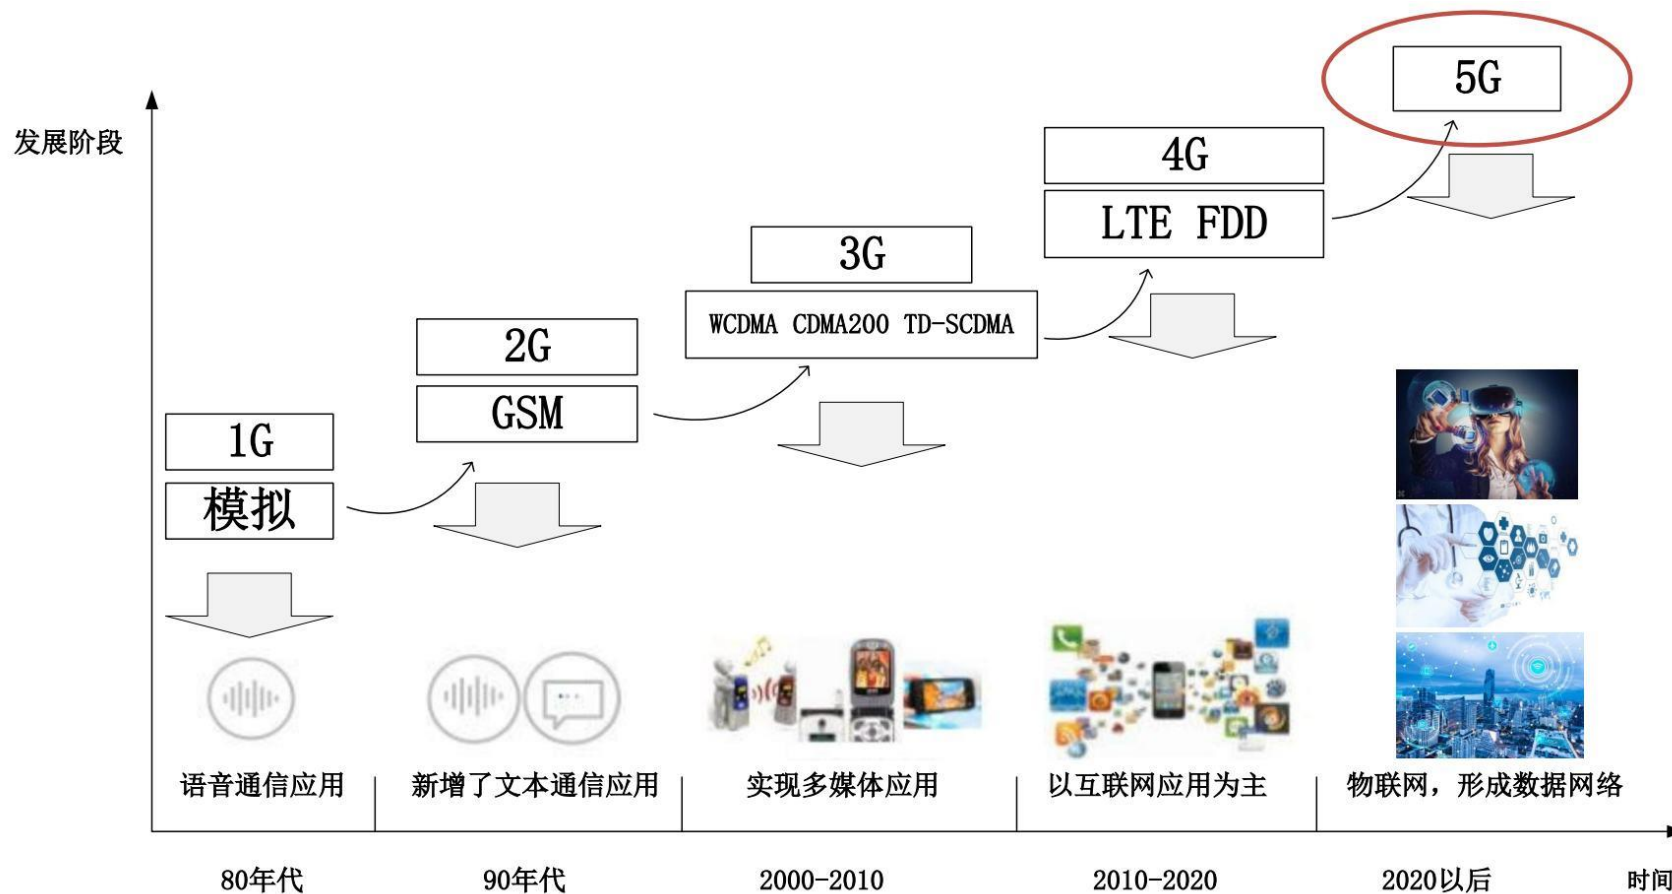 5G
发展阶段
4G
LTE FDD
3G
WCDMA CDMA200 TD-SCDMA
2G
GSM
1G
模拟
语音通信应用
新增了文本通信应用
实现多媒体应用
以互联网应用为主
物联网，形成数据网络
80年代
90年代
2000-2010
2010-2020
2020以后
时间